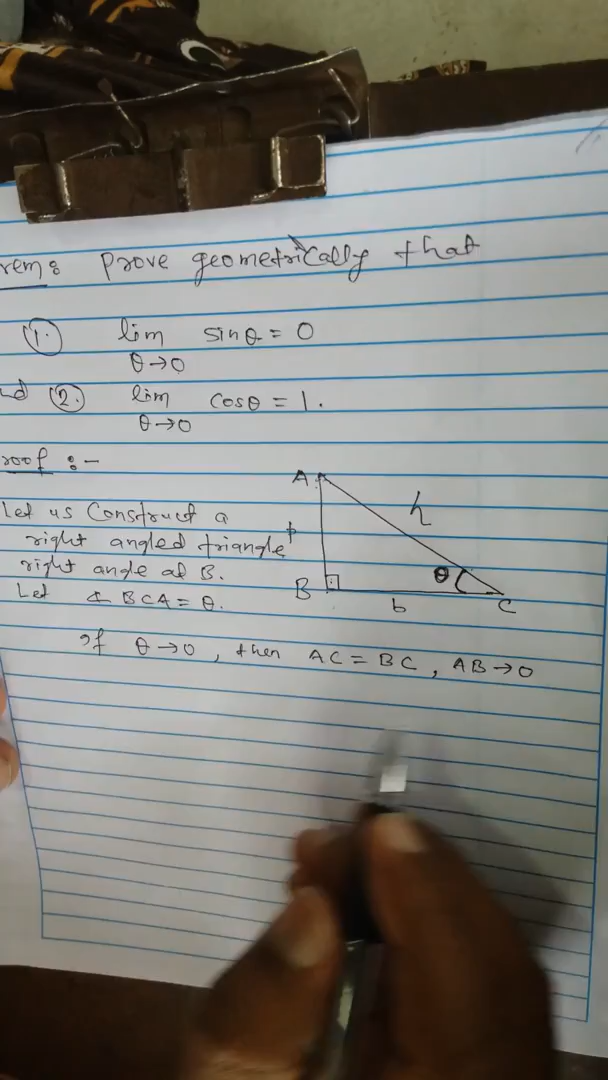 rem:  Prove geometrically that
1.  lim  sinθ = 0
θ→0
nd 2.  lim  cosθ = 1.
θ→0
roof :-
Let us Construct a
right angled triangle
right angle at B.
Let ∡ BCA = θ.
A
h
p
B
θ
b
C
If θ→0, then AC = BC, AB→0